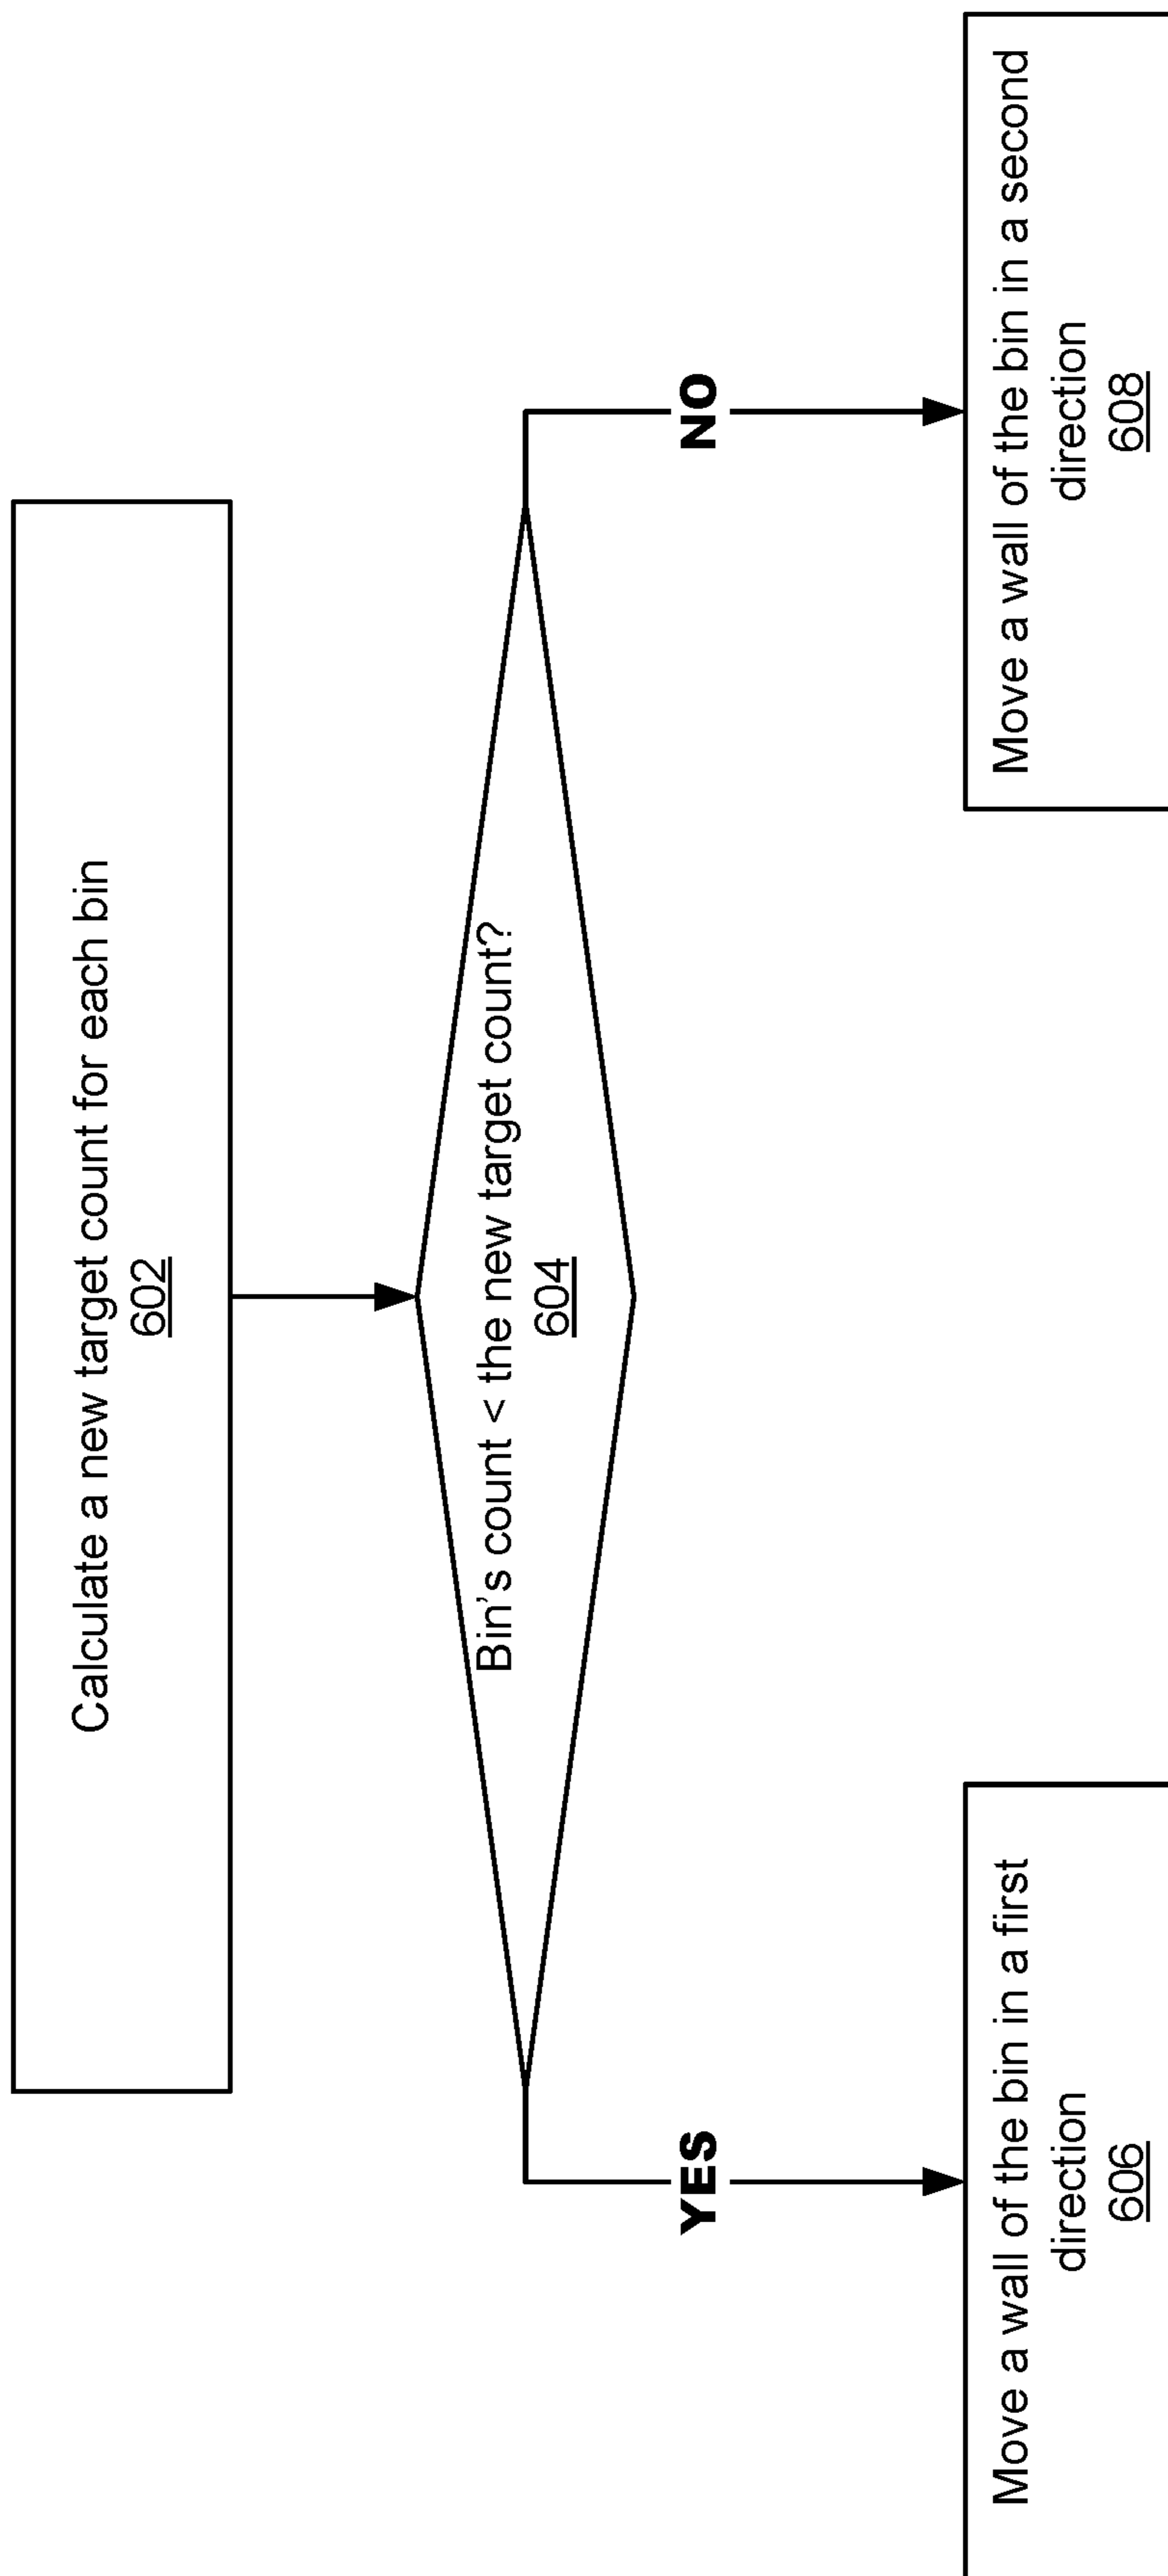 Calculate a new target count for each bin
602
Bin's count < the new target count?
604
YES
NO
Move a wall of the bin in a first
direction
606
Move a wall of the bin in a second
direction
608